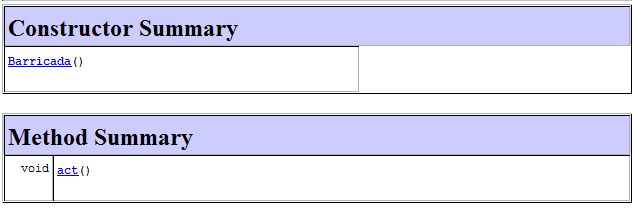 Constructor Summary
Barricada()
Method Summary
void act()